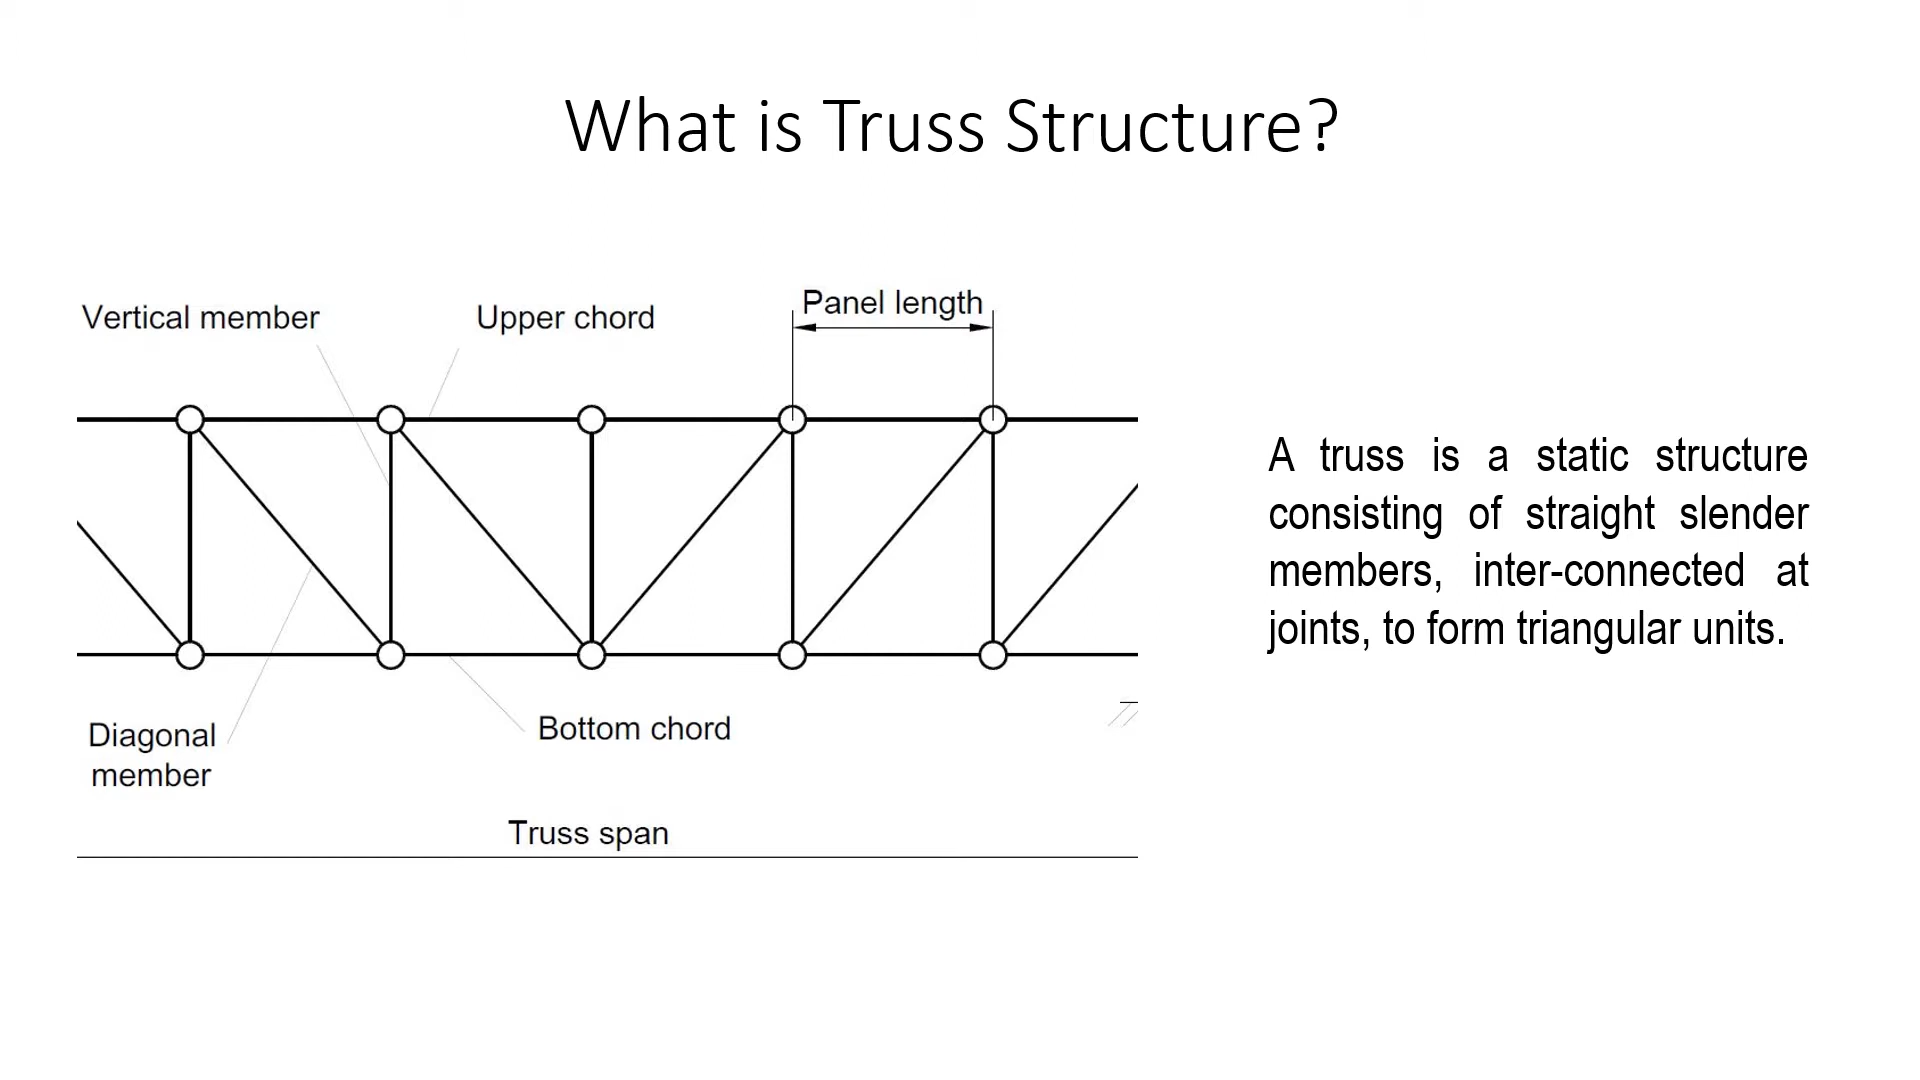 What is Truss Structure?
Vertical member
Upper chord
Panel length
Diagonal
member
Bottom chord
Truss span
A truss is a static structure
consisting of straight slender
members, inter-connected at
joints, to form triangular units.